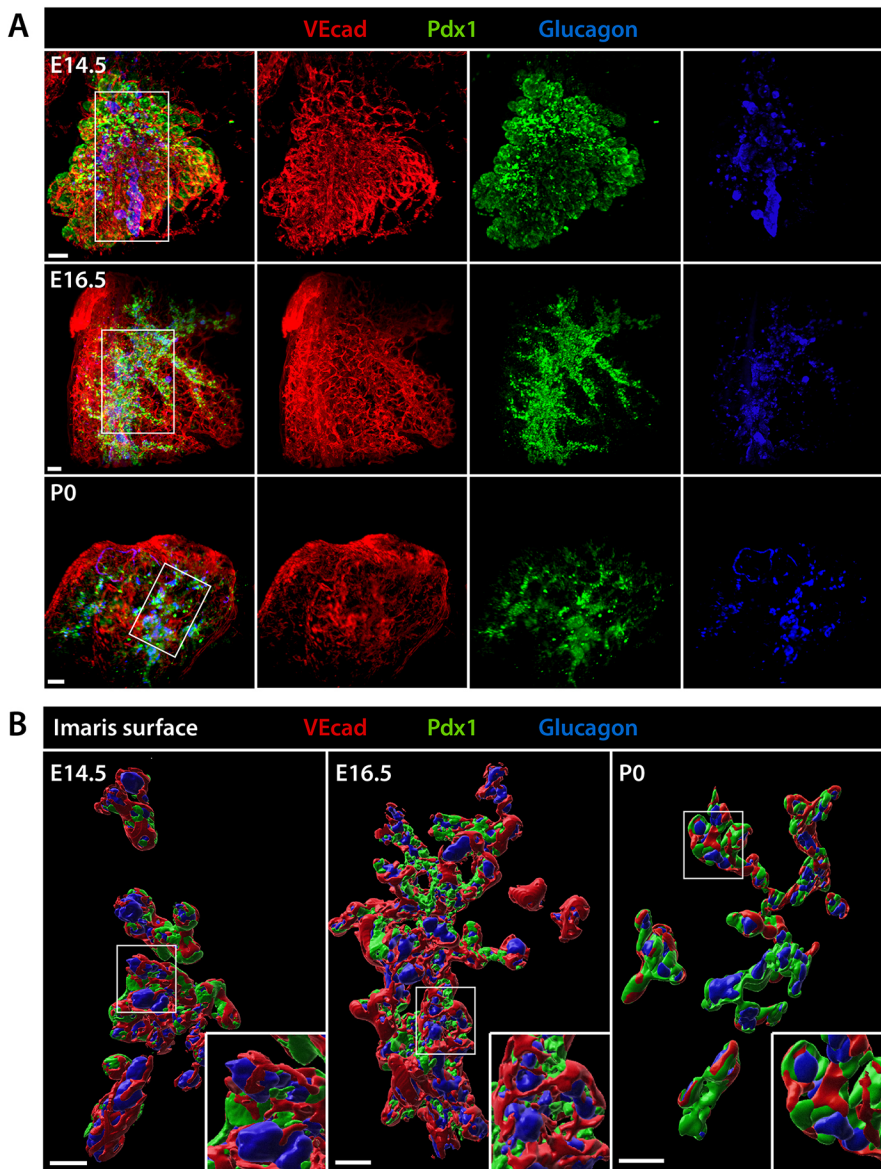 A
VEcad Pdx1 Glucagon
E14.5
E16.5
P0
B
Imaris surface VEcad Pdx1 Glucagon
E14.5 E16.5 P0